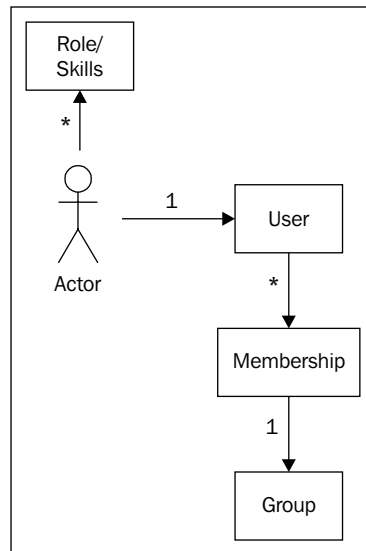 Role/
Skills
*
1
User
Actor
*
Membership
1
Group